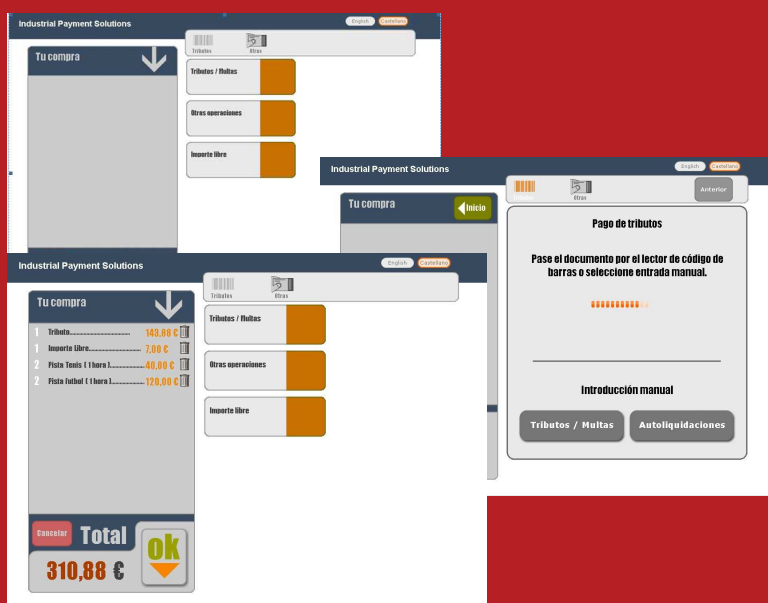 Industrial Payment Solutions
English
Castellano
Tu compra
Tributos
Otras
Tributos / Multas
Otras operaciones
Importe libre
Industrial Payment Solutions
English
Castellano
Tu compra
Inicio
Otras
Anterior
Pago de tributos
Pase el documento por el lector de código de
barras o seleccione entrada manual.
Introducción manual
Tributos / Multas
Autoliquidaciones
Industrial Payment Solutions
English
Castellano
Tu compra
Tributos
Otras
1 Tributo................ 143,88 €
1 Importe Libre................ 7,00 €
2 Pista Tenis ( 1 hora )................ 40,00 €
2 Pista futbol ( 1 hora )................ 120,00 €
Tributos / Multas
Otras operaciones
Importe libre
Cancelar
Total
ok
310,88 €